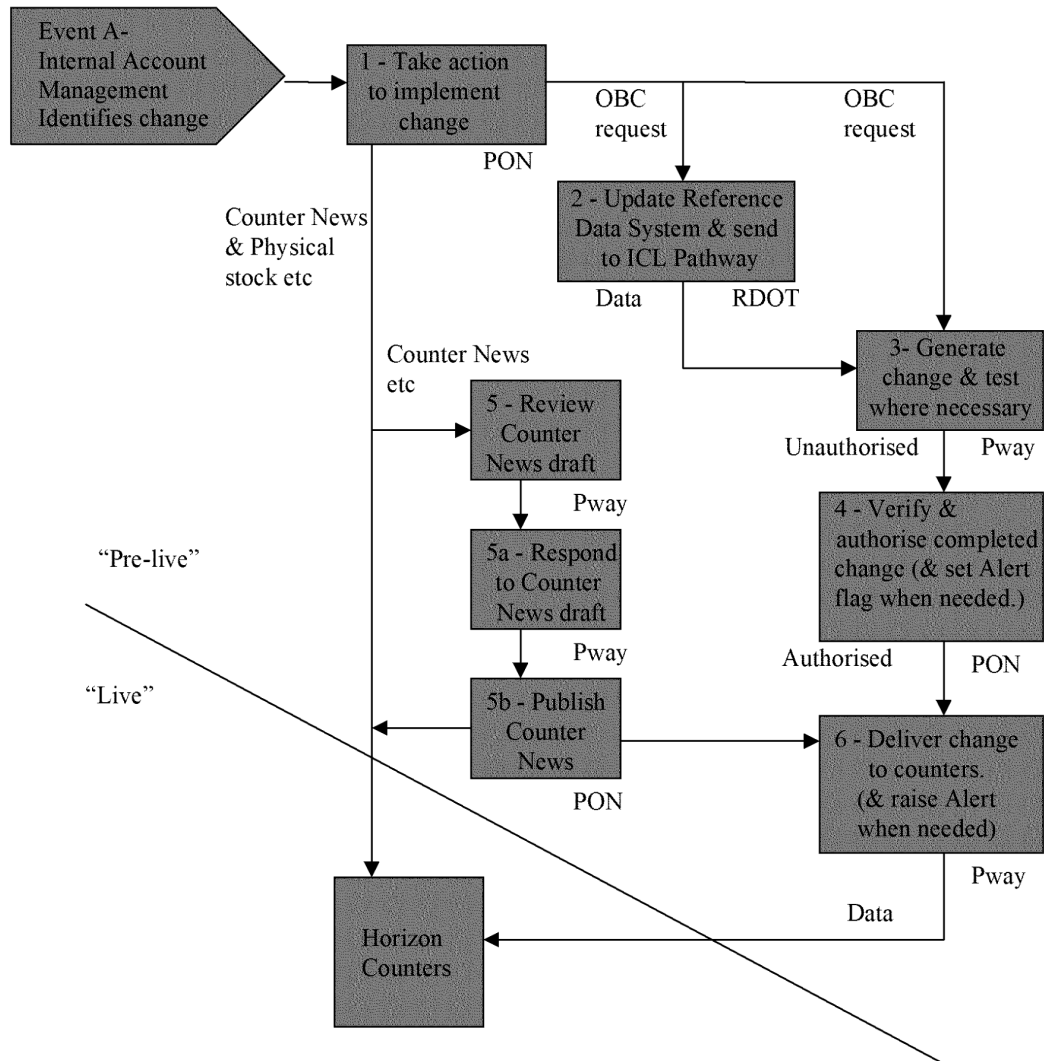 Event A-
Internal Account
Management
Identifies change
1 - Take action
to implement
change
PON
OBC
request
OBC
request
2 - Update Reference
Data System & send
to ICL Pathway
Data
RDOT
Counter News
& Physical
stock etc
3- Generate
change & test
where necessary
Unauthorised
Pway
Counter News
etc
5 - Review
Counter
News draft
Pway
4 - Verify &
authorise completed
change (& set Alert
flag when needed.)
Authorised
PON
5a - Respond
to Counter
News draft
Pway
“Pre-live”
“Live”
5b - Publish
Counter
News
PON
6 - Deliver change
to counters.
(& raise Alert
when needed)
Pway
Data
Horizon
Counters